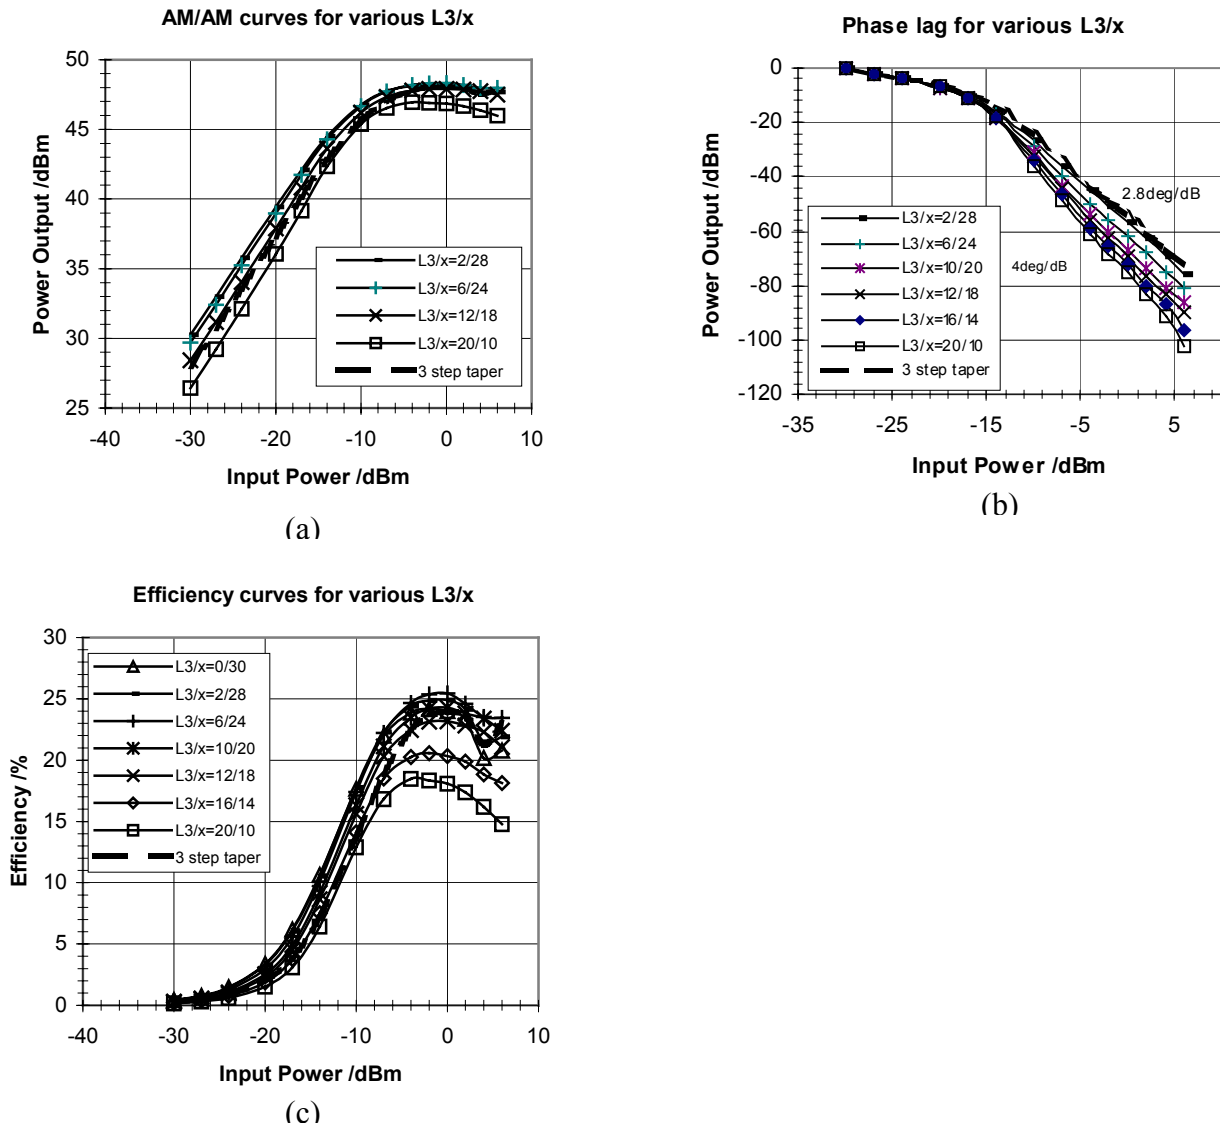 AM/AM curves for various L3/x
50
45
40
35
30
25
Power Output /dBm
L3/x=2/28
L3/x=6/24
L3/x=12/18
L3/x=20/10
3 step taper
-40
-30
-20
-10
0
10
Input Power /dBm
(a)
Phase lag for various L3/x
0
-20
-40
-60
-80
-100
-120
Power Output /dBm
2.8deg/dB
4deg/dB
L3/x=2/28
L3/x=6/24
L3/x=10/20
L3/x=12/18
L3/x=16/14
L3/x=20/10
3 step taper
-35
-25
-15
-5
5
Input Power /dBm
(b)
Efficiency curves for various L3/x
30
25
20
15
10
5
0
Efficiency /%
L3/x=0/30
L3/x=2/28
L3/x=6/24
L3/x=10/20
L3/x=12/18
L3/x=16/14
L3/x=20/10
3 step taper
-40
-30
-20
-10
0
10
Input Power /dBm
(c)